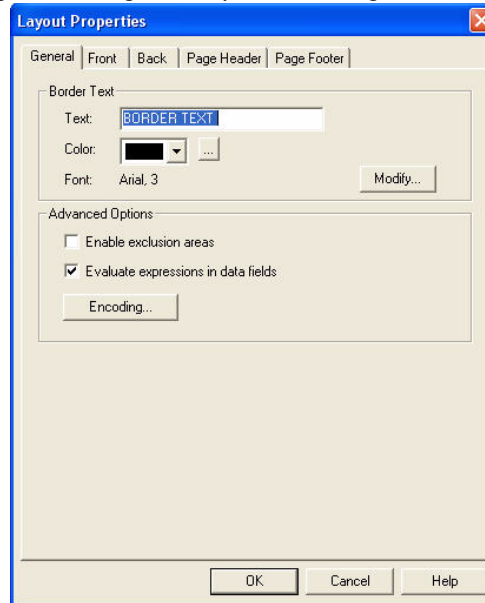 Layout Properties
General Front Back Page Header Page Footer
Border Text
Text: BORDER TEXT
Color: ...
Font: Arial, 3 Modify...
Advanced Options
Enable exclusion areas
Evaluate expressions in data fields
Encoding...
OK Cancel Help